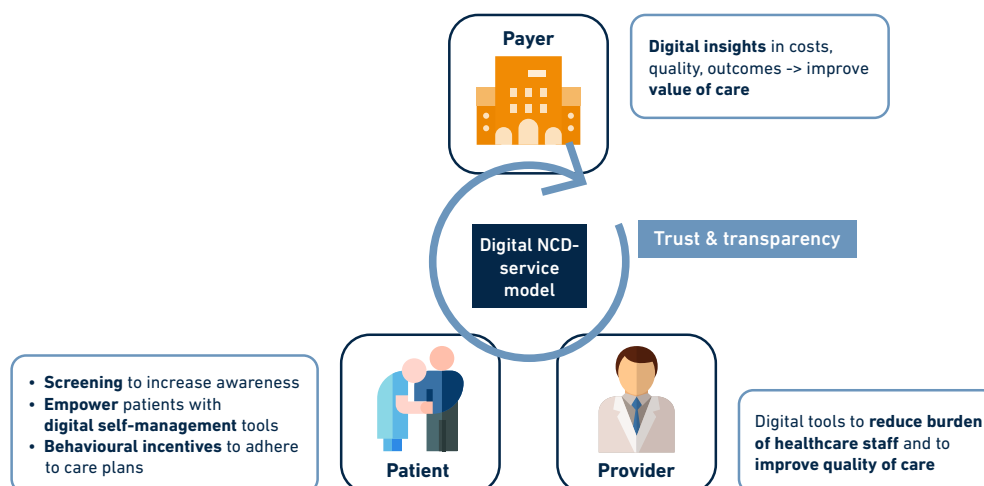 Payer
Digital insights in costs,
quality, outcomes -> improve
value of care
Digital NCD-
service
model
Trust & transparency
• Screening to increase awareness
• Empower patients with
digital self-management tools
• Behavioural incentives to adhere
to care plans
Patient
Provider
Digital tools to reduce burden
of healthcare staff and to
improve quality of care